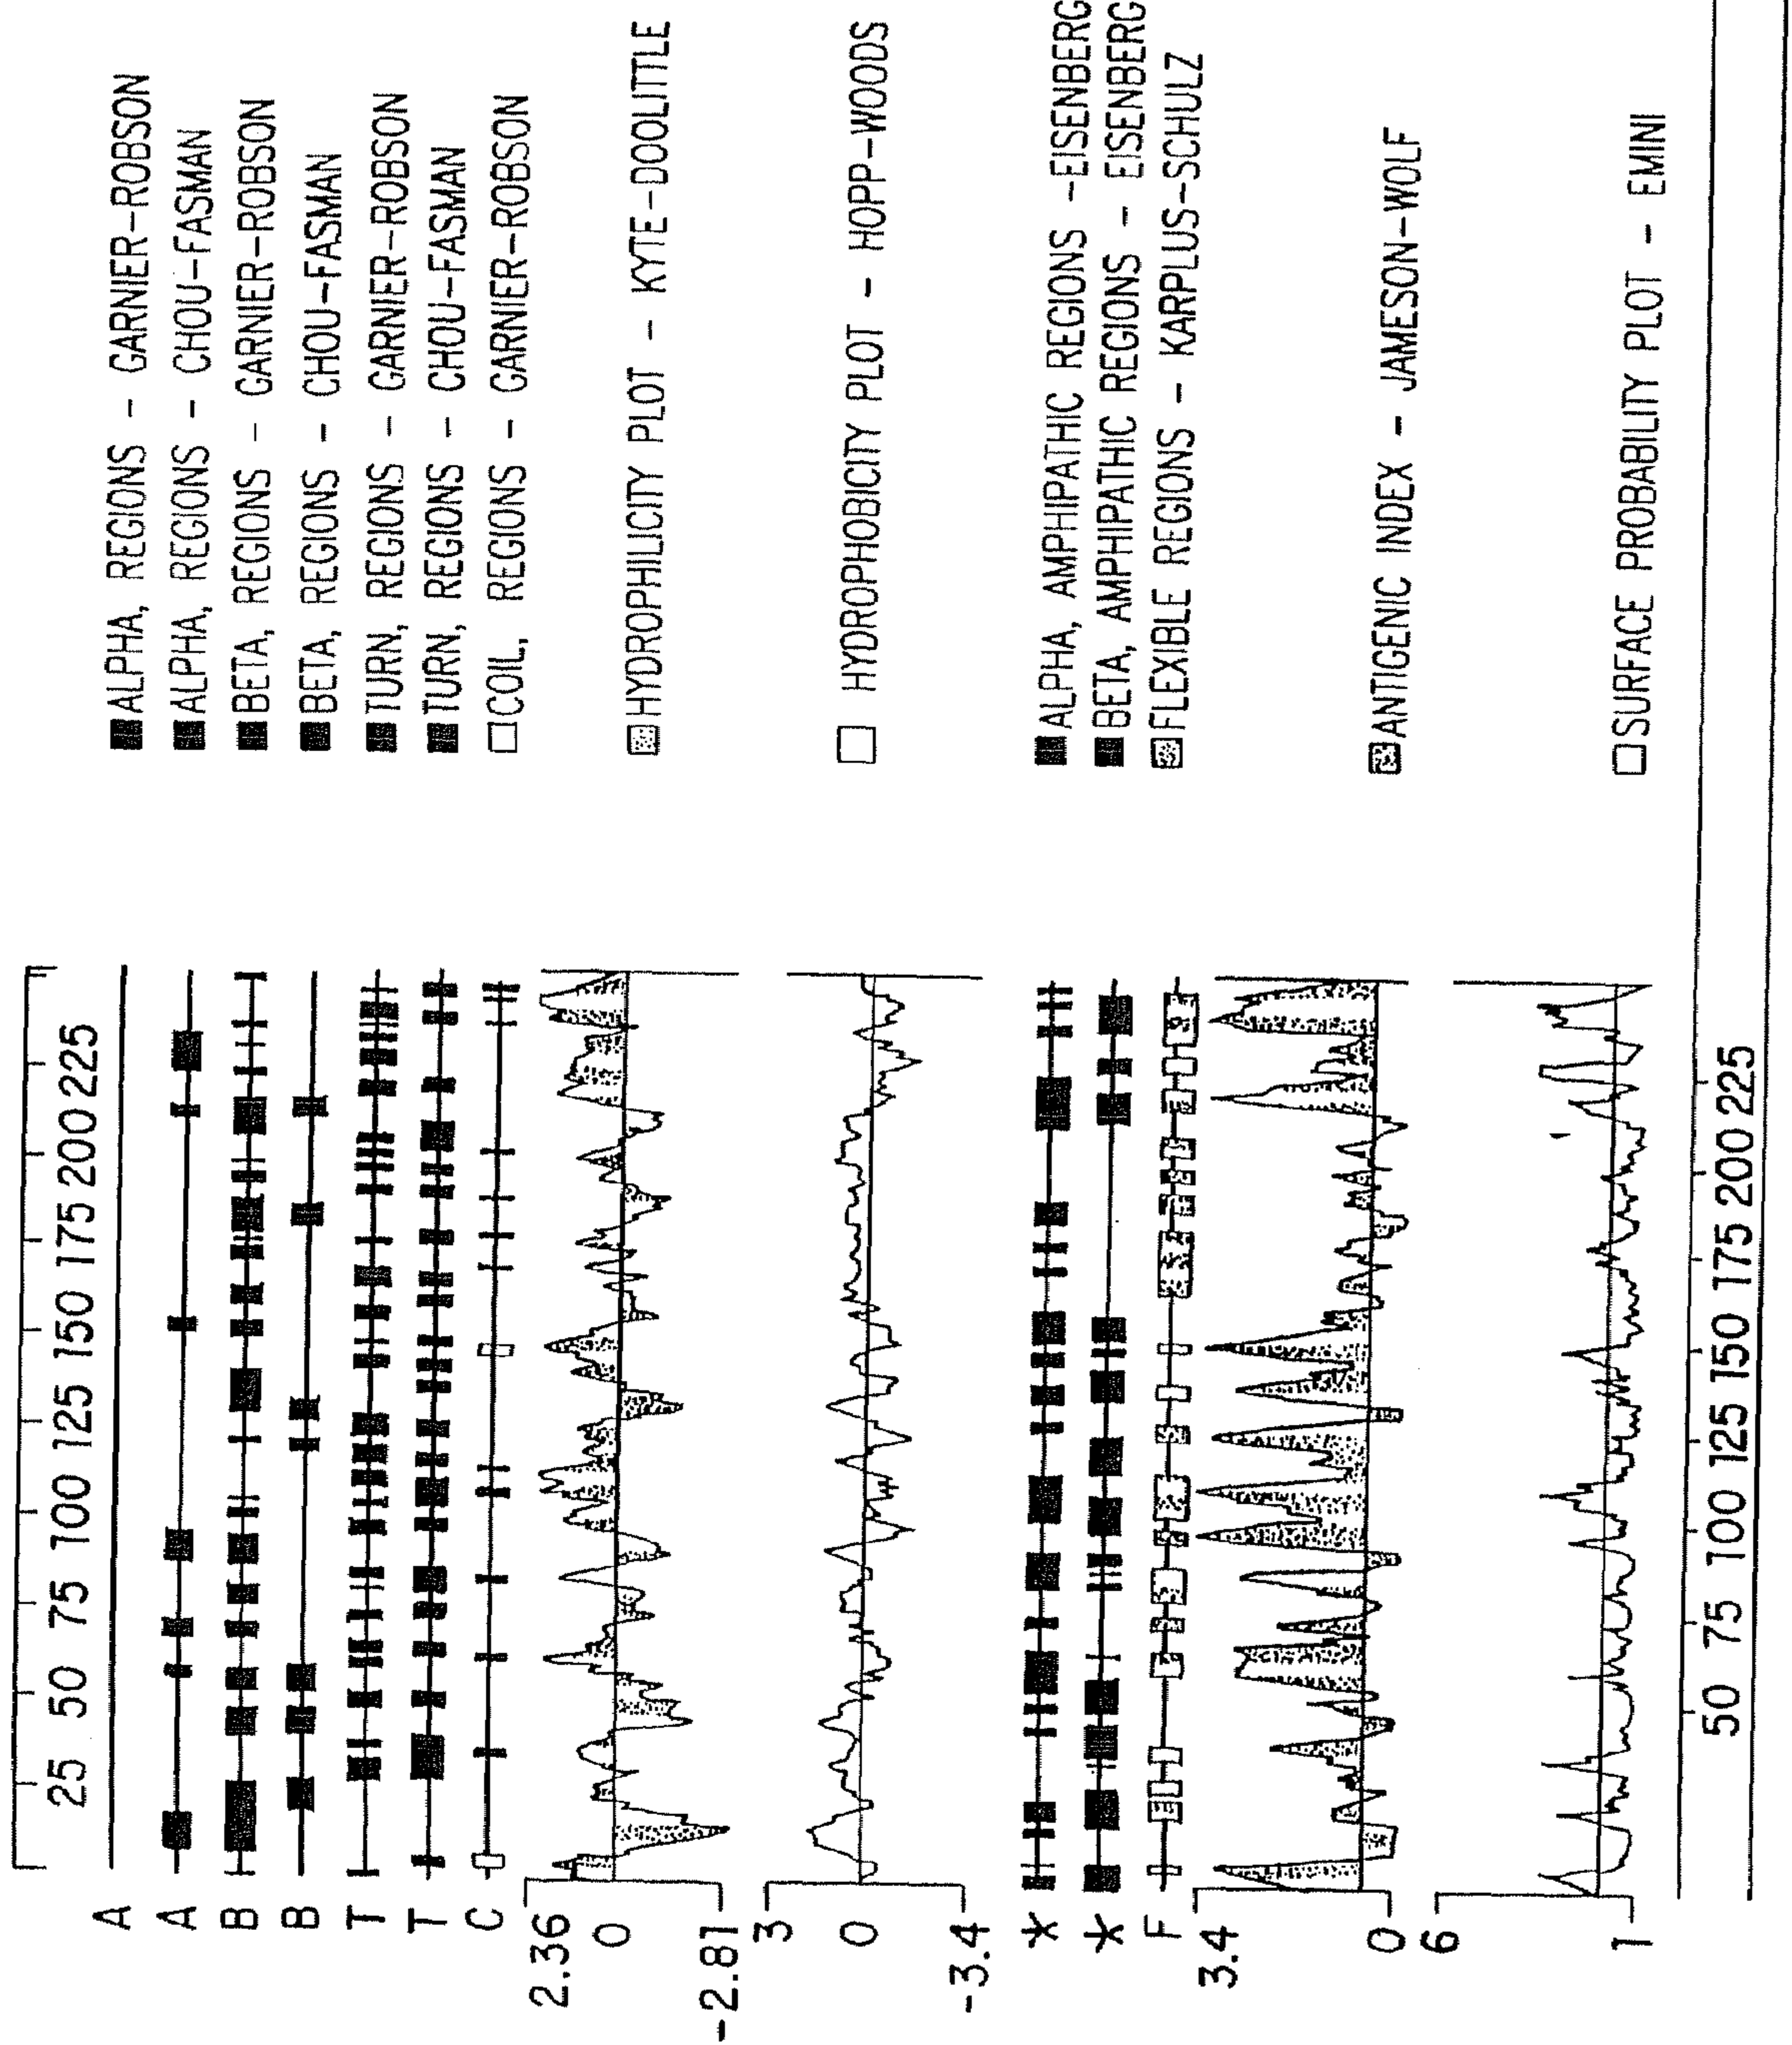 25 50 75 100 125 150 175 200 225
A
ALPHA, REGIONS - GARNIER-ROBSON
A
ALPHA, REGIONS - CHOU-FASMAN
B
BETA, REGIONS - GARNIER-ROBSON
B
BETA, REGIONS - CHOU-FASMAN
T
TURN, REGIONS - GARNIER-ROBSON
T
TURN, REGIONS - CHOU-FASMAN
C
COIL, REGIONS - GARNIER-ROBSON
2.36
0
-2.81
HYDROPHILICITY PLOT - KYTE-DOOLITTLE
3
0
-3.4
HYDROPHOBICITY PLOT - HOPP-WOODS
*
ALPHA, AMPHIPATHIC REGIONS -EISENBERG
*
BETA, AMPHIPATHIC REGIONS - EISENBERG
F
FLEXIBLE REGIONS - KARPLUS-SCHULZ
3.4
0
ANTIGENIC INDEX - JAMESON-WOLF
6
1
SURFACE PROBABILITY PLOT - EMINI
50 75 100 125 150 175 200 225